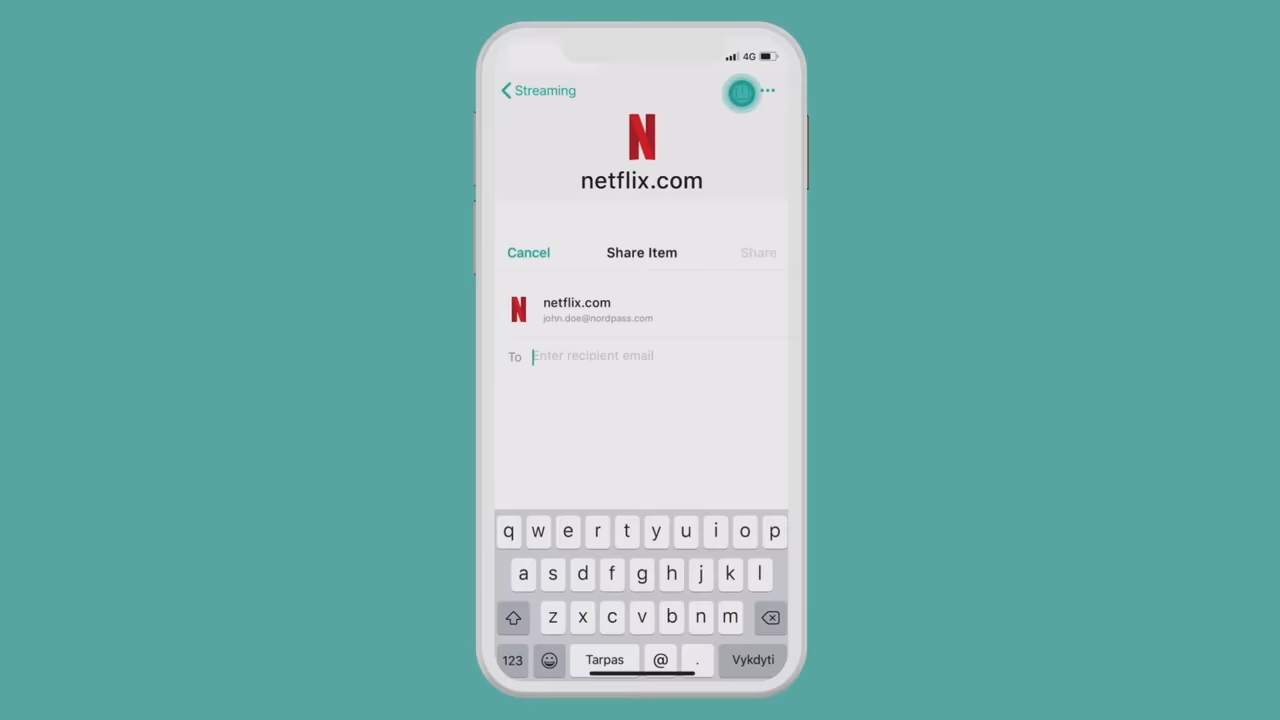 4G
Streaming
N
netflix.com
Cancel Share Item Share
N netflix.com
john.doe@nordpass.com
To Enter recipient email
q w e r t y u i o p
a s d f g h j k l
z x c v b n m
123 Tarpas @ . Vykdyti